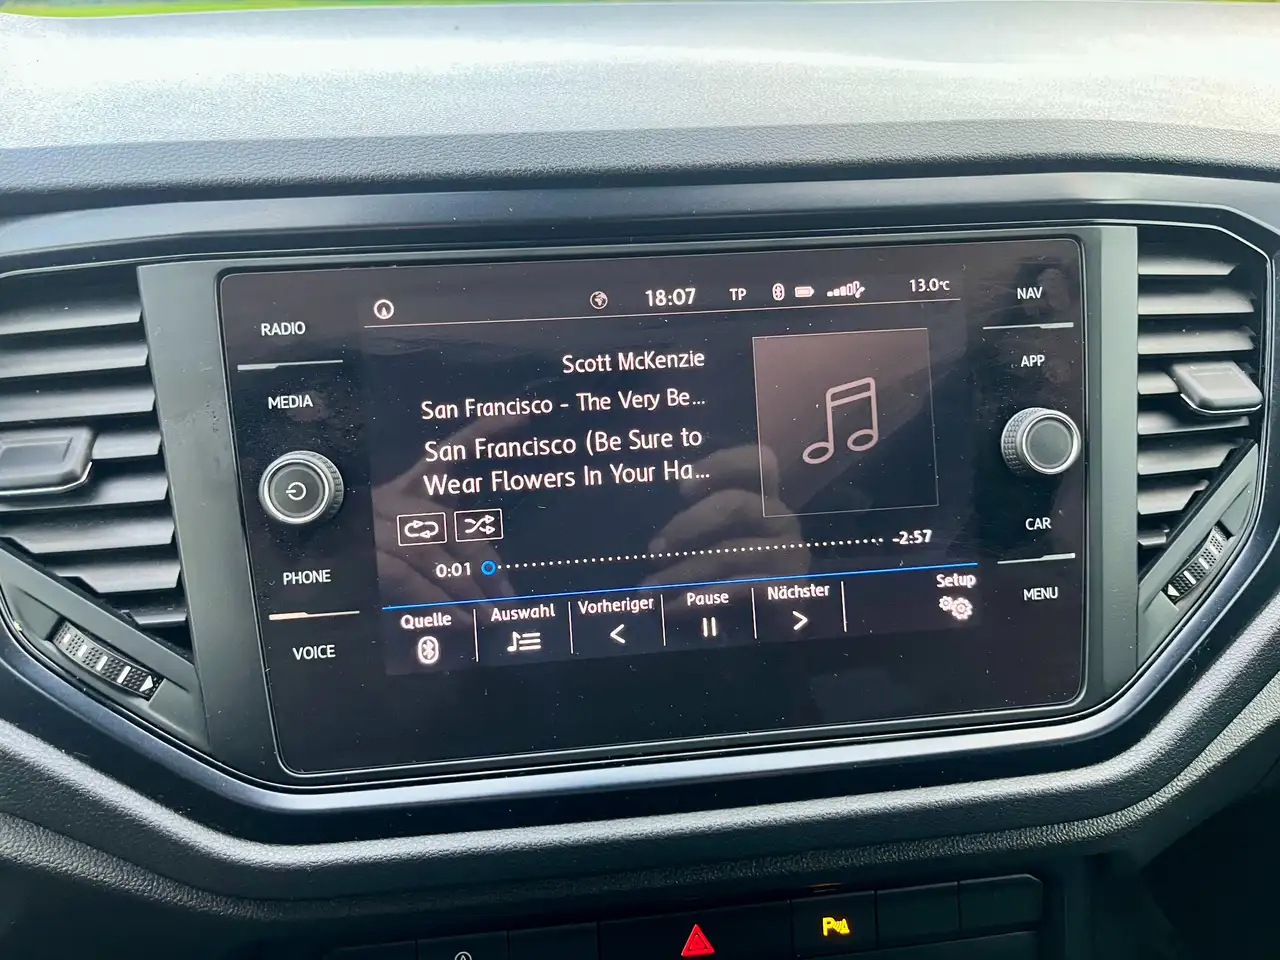 RADIO
MEDIA
PHONE
VOICE
18:07
TP
13.0°C
Scott McKenzie
San Francisco - The Very Be...
San Francisco (Be Sure to
Wear Flowers In Your Ha...
0:01
-2:57
Quelle
Auswahl
Vorheriger
Pause
Nächster
Setup
NAV
APP
CAR
MENU
P